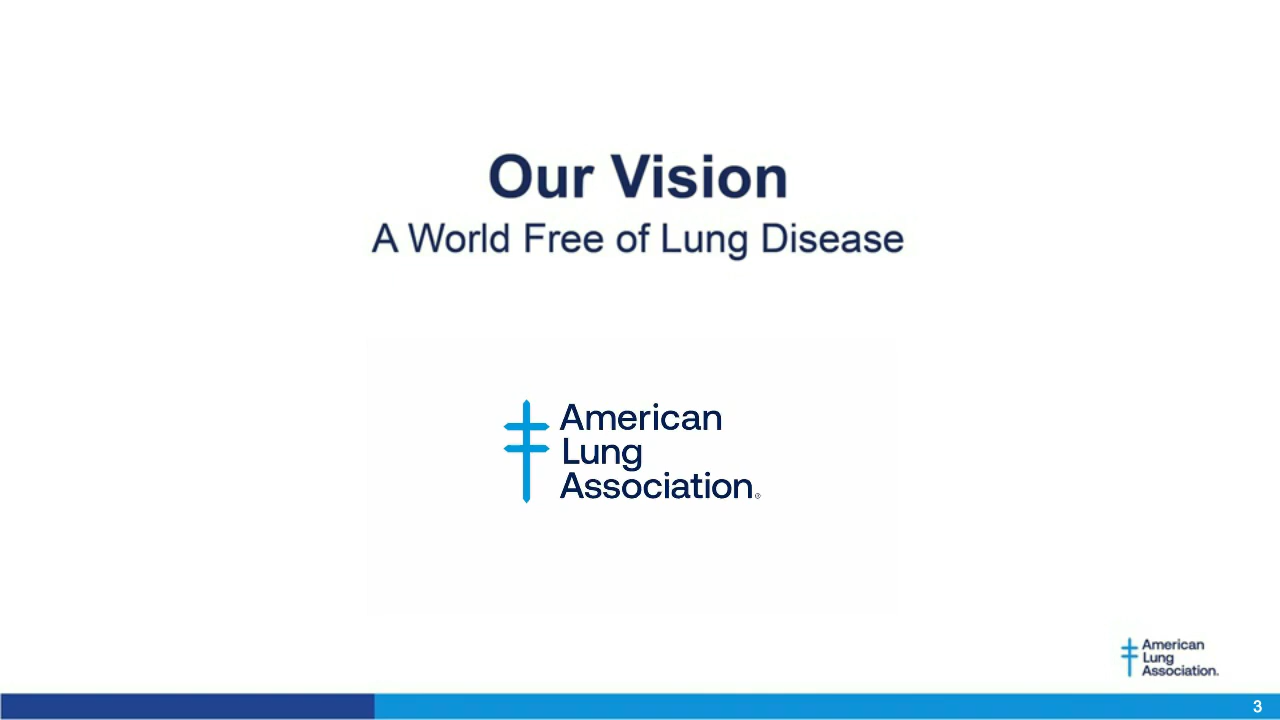 Our Vision
A World Free of Lung Disease
American
Lung
Association®
American
Lung
Association.
3